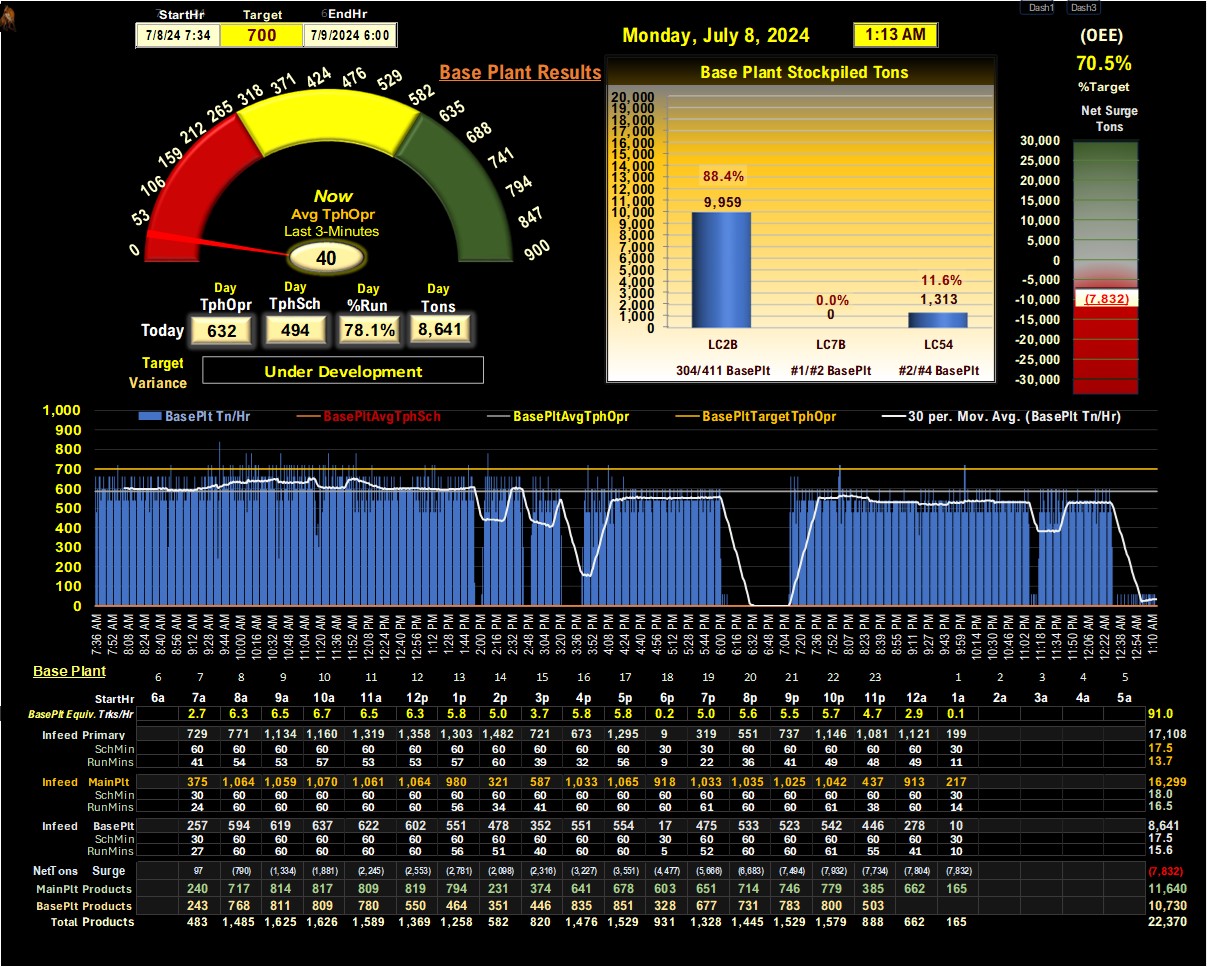 StartHr Target EndHr
7/8/24 7:34 700 7/9/2024 6:00
Monday, July 8, 2024 1:13 AM
Dash1 Dash3
(OEE)
70.5%
%Target
Net Surge
Tons
30,000
25,000
20,000
15,000
10,000
5,000
0
-5,000
-10,000
(7,832)
-15,000
-20,000
-25,000
-30,000
Base Plant Results
0 53 106 159 212 265 318 371 424 476 529 582 635 688 741 794 847 900
Now
Avg TphOpr
Last 3-Minutes
40
Day Day Day Day
TphOpr TphSch %Run Tons
Today 632 494 78.1% 8,641
Target
Variance
Under Development
Base Plant Stockpiled Tons
20,000
19,000
18,000
17,000
16,000
15,000
14,000
13,000
12,000
11,000
10,000
9,000
8,000
7,000
6,000
5,000
4,000
3,000
2,000
1,000
0
88.4% 0.0% 11.6%
9,959 0 1,313
LC2B LC7B LC54
304/411 BasePlt #1/#2 BasePlt #2/#4 BasePlt
BasePlt Tn/Hr BasePltAvgTphSch BasePltAvgTphOpr BasePltTargetTphOpr 30 per. Mov. Avg. (BasePlt Tn/Hr)
1,000
900
800
700
600
500
400
300
200
100
0
7:36 AM 7:52 AM 8:08 AM 8:24 AM 8:40 AM 8:56 AM 9:12 AM 9:28 AM 9:44 AM 10:00 AM 10:16 AM 10:32 AM 10:48 AM 11:04 AM 11:20 AM 11:36 AM 11:52 AM 12:08 PM 12:24 PM 12:40 PM 12:56 PM 1:12 PM 1:28 PM 1:44 PM 2:00 PM 2:16 PM 2:32 PM 2:48 PM 3:04 PM 3:20 PM 3:36 PM 3:52 PM 4:08 PM 4:24 PM 4:40 PM 4:56 PM 5:12 PM 5:28 PM 5:44 PM 6:00 PM 6:16 PM 6:32 PM 6:48 PM 7:04 PM 7:20 PM 7:36 PM 7:51 PM 8:07 PM 8:23 PM 8:39 PM 8:55 PM 9:11 PM 9:27 PM 9:43 PM 9:59 PM 10:14 PM 10:30 PM 10:46 PM 11:02 PM 11:18 PM 11:34 PM 11:50 PM 12:06 AM 12:22 AM 12:38 AM 12:54 AM 1:10 AM
Base Plant 6 7 8 9 10 11 12 13 14 15 16 17 18 19 20 21 22 23 1 2 3 4 5
StartHr 6a 7a 8a 9a 10a 11a 12p 1p 2p 3p 4p 5p 6p 7p 8p 9p 10p 11p 12a 1a 2a 3a 4a 5a
BasePlt Equiv. Trks/Hr 2.7 6.3 6.5 6.7 6.5 6.3 5.8 5.0 3.7 5.8 5.8 0.2 5.0 5.6 5.5 5.7 4.7 2.9 0.1 91.0
Infeed Primary 729 771 1,134 1,160 1,319 1,358 1,303 1,482 721 673 1,295 9 319 551 737 1,146 1,081 1,121 199 17,108
SchMin 60 60 60 60 60 60 60 60 60 60 60 30 30 60 60 60 60 60 30 17.5
RunMins 41 54 53 57 53 53 57 60 39 32 56 9 22 36 41 49 48 49 11 13.7
Infeed MainPlt 375 1,064 1,059 1,070 1,061 1,064 980 321 587 1,033 1,065 918 1,033 1,035 1,025 1,042 437 913 217 16,299
SchMin 30 60 60 60 60 60 60 60 60 60 60 60 60 60 60 60 60 60 30 18.0
RunMins 24 60 60 60 60 60 56 34 41 60 60 60 61 60 60 61 38 60 14 16.5
Infeed BasePlt 257 594 619 637 622 602 551 478 352 551 554 17 475 533 523 542 446 278 10 8,641
SchMin 30 60 60 60 60 60 60 60 60 60 60 30 60 60 60 60 60 60 30 17.5
RunMins 27 60 60 60 60 60 56 51 40 60 60 5 52 60 60 61 55 41 10 15.6
NetTons Surge 97 (790) (1,334) (1,881) (2,245) (2,553) (2,781) (2,098) (2,316) (3,227) (3,551) (4,477) (5,666) (6,683) (7,494) (7,932) (7,734) (7,804) (7,832) (7,832)
MainPlt Products 240 717 814 817 809 819 794 231 374 641 678 603 651 714 746 779 385 662 165 11,640
BasePlt Products 243 768 811 809 780 550 464 351 446 835 851 328 677 731 783 800 503 10,730
Total Products 483 1,485 1,625 1,626 1,589 1,369 1,258 582 820 1,476 1,529 931 1,328 1,445 1,529 1,579 888 662 165 22,370